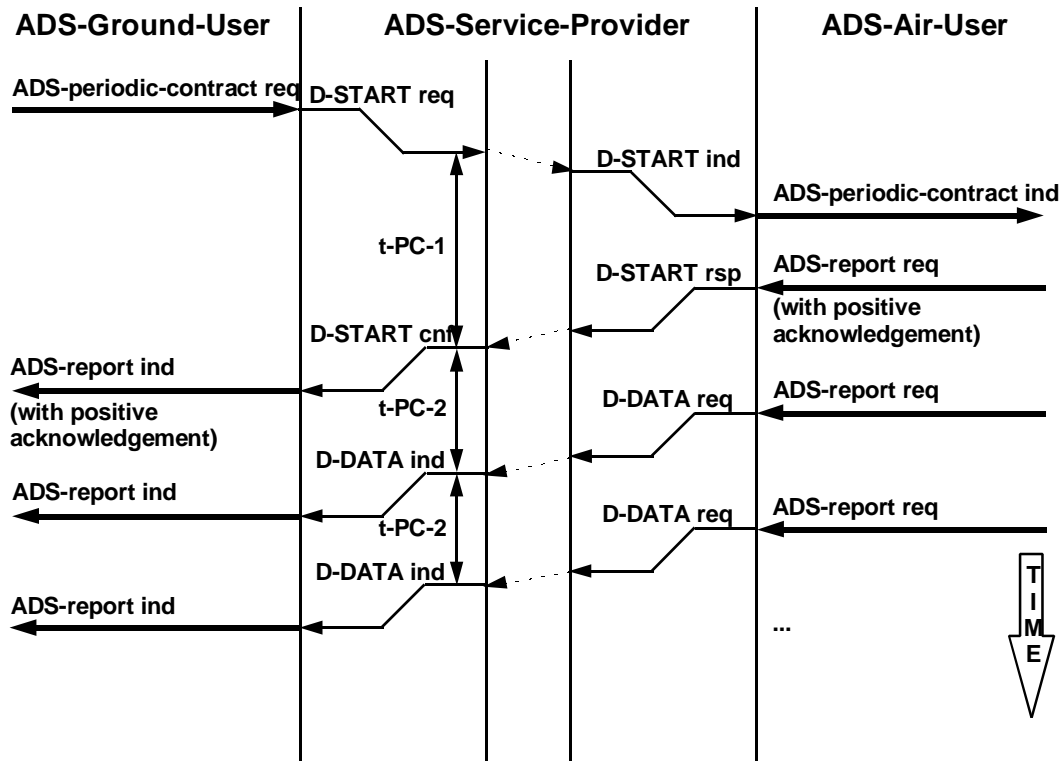 ADS-Ground-User
ADS-Service-Provider
ADS-Air-User
ADS-periodic-contract req
D-START req
D-START ind
ADS-periodic-contract ind
t-PC-1
D-START rsp
ADS-report req
(with positive
acknowledgement)
D-START cnf
ADS-report ind
(with positive
acknowledgement)
t-PC-2
D-DATA req
ADS-report req
D-DATA ind
ADS-report ind
t-PC-2
D-DATA req
ADS-report req
D-DATA ind
ADS-report ind
...
TIME